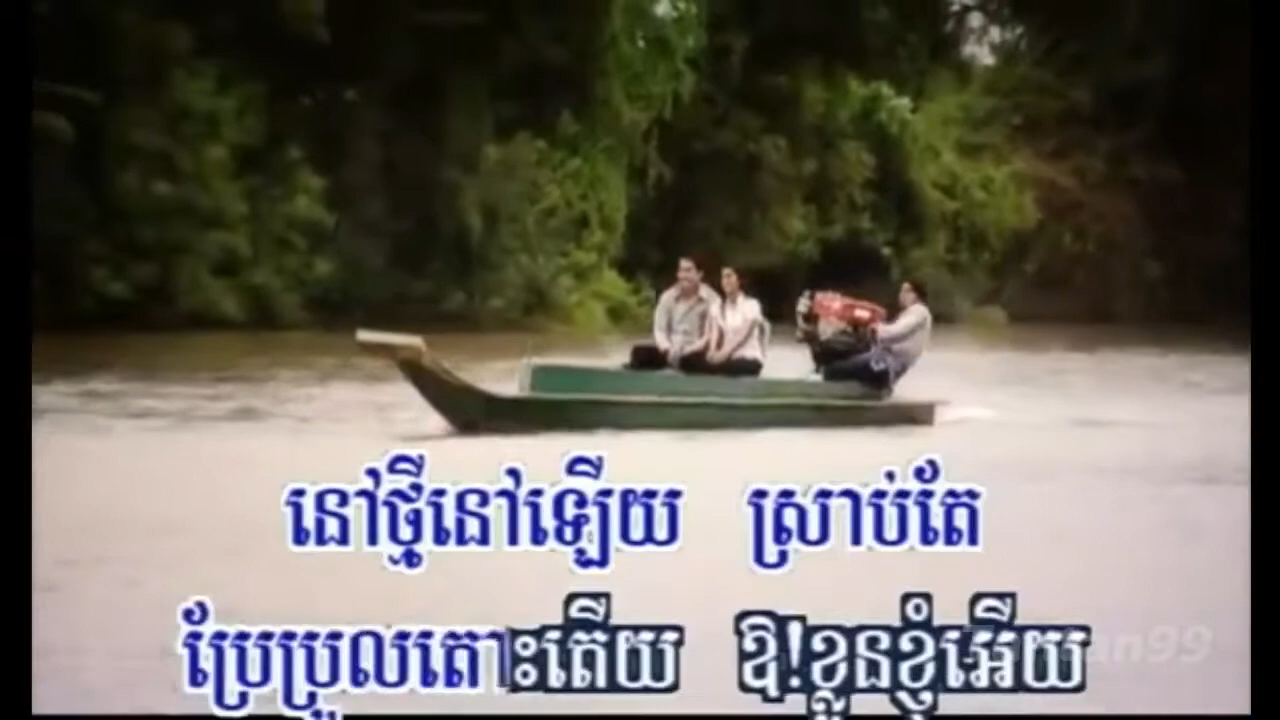 នៅថ្មីនៅឡើយ ស្រាប់តែ
ប្រែប្រួលតោះតើយ ឱ!ខ្លួនខ្ញុំអើយ